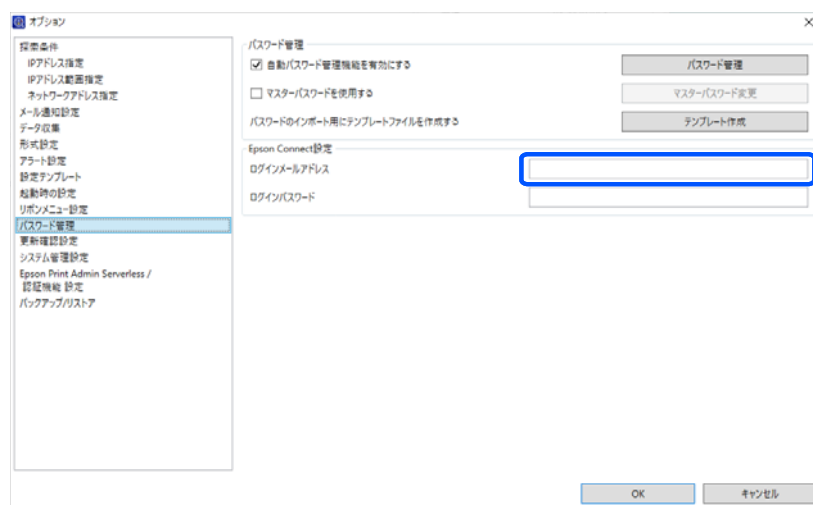 オプション
探索条件
IPアドレス指定
IPアドレス範囲指定
ネットワークアドレス指定
メール通知設定
データ収集
形式設定
アラート設定
設定テンプレート
起動時の設定
リボンメニュー設定
パスワード管理
更新確認設定
システム管理設定
Epson Print Admin Serverless /
認証機能 設定
バックアップ/リストア
パスワード管理
自動パスワード管理機能を有効にする
パスワード管理
マスターパスワードを使用する
マスターパスワード変更
パスワードのインポート用にテンプレートファイルを作成する
テンプレート作成
Epson Connect設定
ログインメールアドレス
ログインパスワード
OK
キャンセル